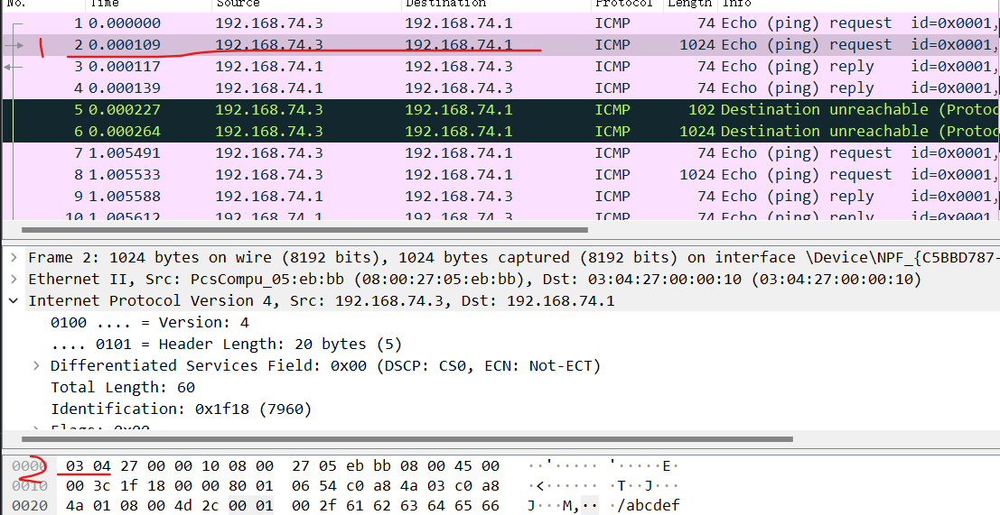 No. Time Source Destination Protocol Length Info
1 0.000000 192.168.74.3 192.168.74.1 ICMP 74 Echo (ping) request id=0x0001,
1 2 0.000109 192.168.74.3 192.168.74.1 ICMP 1024 Echo (ping) request id=0x0001,
3 0.000117 192.168.74.1 192.168.74.3 ICMP 74 Echo (ping) reply id=0x0001,
4 0.000139 192.168.74.1 192.168.74.3 ICMP 74 Echo (ping) reply id=0x0001,
5 0.000227 192.168.74.3 192.168.74.1 ICMP 102 Destination unreachable (Protoc
6 0.000264 192.168.74.3 192.168.74.1 ICMP 1024 Destination unreachable (Protoc
7 1.005491 192.168.74.3 192.168.74.1 ICMP 74 Echo (ping) request id=0x0001,
8 1.005533 192.168.74.3 192.168.74.1 ICMP 1024 Echo (ping) request id=0x0001,
9 1.005588 192.168.74.1 192.168.74.3 ICMP 74 Echo (ping) reply id=0x0001,
10 1.005612 192.168.74.1 192.168.74.3 ICMP 74 Echo (ping) reply id=0x0001,
Frame 2: 1024 bytes on wire (8192 bits), 1024 bytes captured (8192 bits) on interface \Device\NPF_{C5BBD787-
Ethernet II, Src: PcsCompu_05:eb:bb (08:00:27:05:eb:bb), Dst: 03:04:27:00:00:10 (03:04:27:00:00:10)
Internet Protocol Version 4, Src: 192.168.74.3, Dst: 192.168.74.1
0100 .... = Version: 4
.... 0101 = Header Length: 20 bytes (5)
Differentiated Services Field: 0x00 (DSCP: CS0, ECN: Not-ECT)
Total Length: 60
Identification: 0x1f18 (7960)
Flags: 0x00
2
0000 03 04 27 00 00 10 08 00 27 05 eb bb 08 00 45 00 ··'····· '·····E·
0010 00 3c 1f 18 00 00 80 01 06 54 c0 a8 4a 03 c0 a8 ·<······ ·T··J···
0020 4a 01 08 00 4d 2c 00 01 00 2f 61 62 63 64 65 66 J···M,·· ·/abcdef